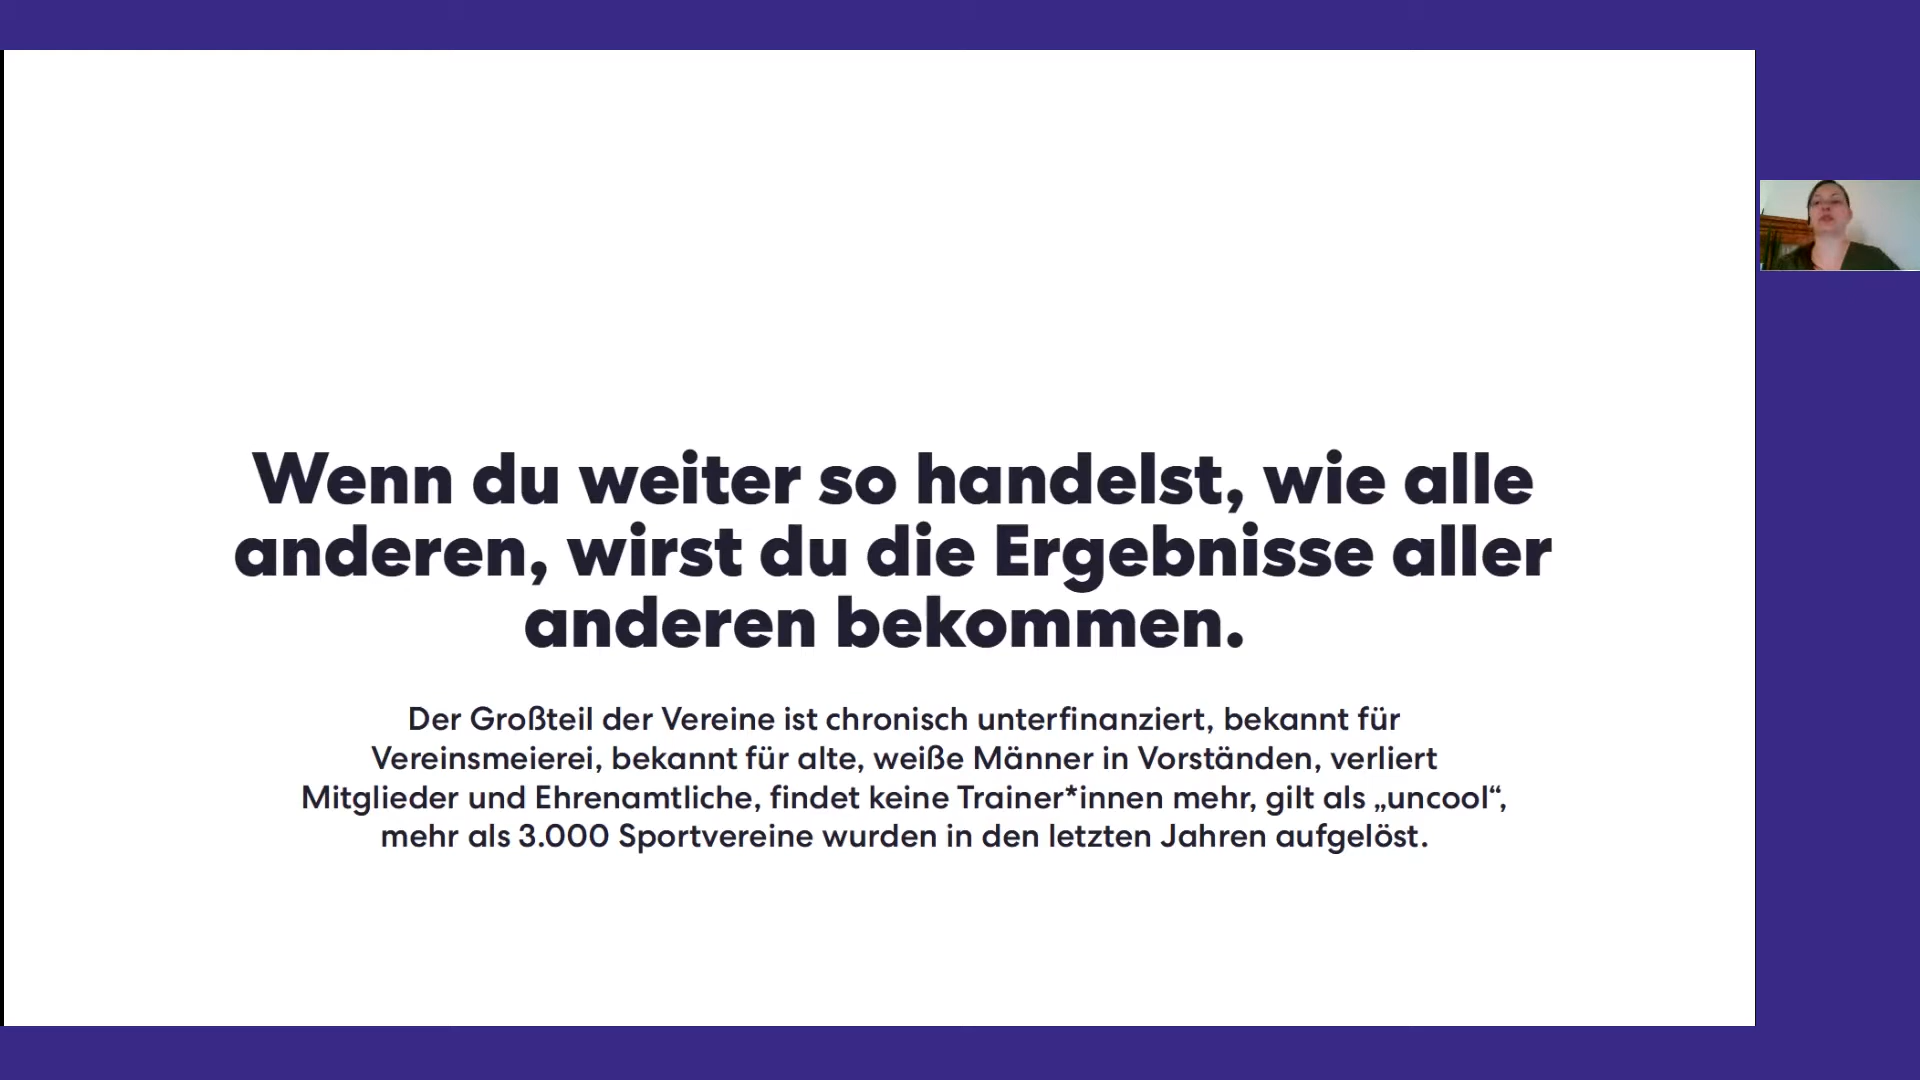 Wenn du weiter so handelst, wie alle
anderen, wirst du die Ergebnisse aller
anderen bekommen.
Der Großteil der Vereine ist chronisch unterfinanziert, bekannt für
Vereinsmeierei, bekannt für alte, weiße Männer in Vorständen, verliert
Mitglieder und Ehrenamtliche, findet keine Trainer*innen mehr, gilt als „uncool“,
mehr als 3.000 Sportvereine wurden in den letzten Jahren aufgelöst.